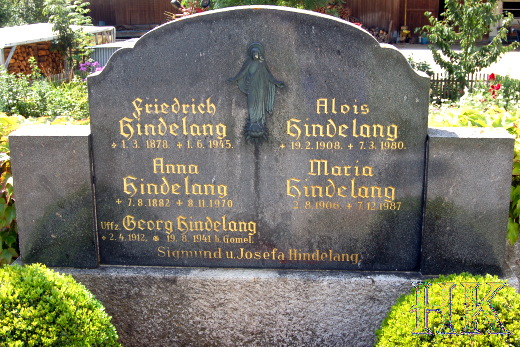 Friedrich
Hindelang
* 1.3. 1878. + 1.6. 1945.
Anna
Hindelang
+ 7.8.1882 + 8.11.1970
Uffz. Georg Hindelang
* 2.4.1912. 19.8.1941 b. Gomel.
Alois
Hindelang
* 19.2.1908. + 7.3.1980.
Maria
Hindelang
2.8.1906. + 7.12.1987
Sigmund u. Josefa Hindelang.
HK